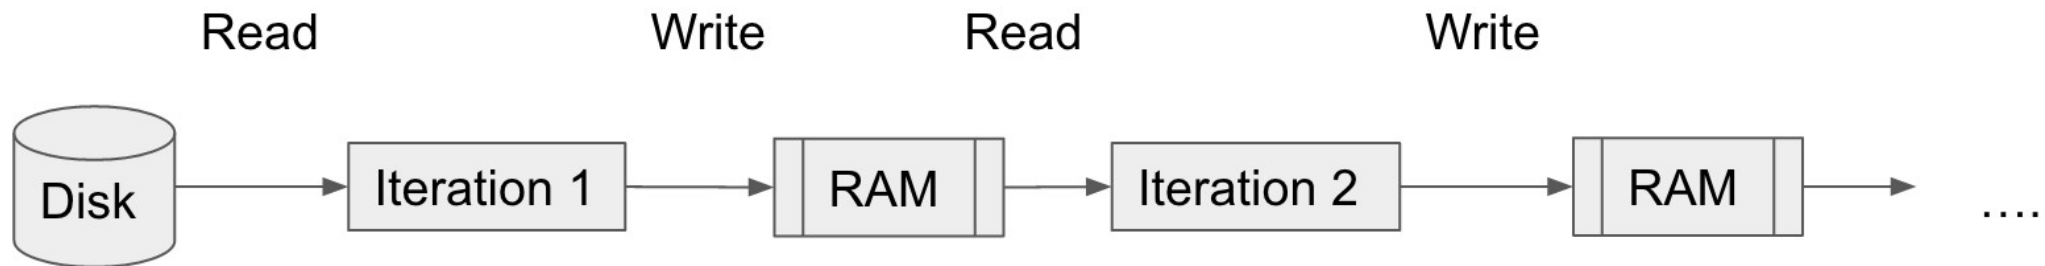 Read Write Read Write
Disk Iteration 1 RAM Iteration 2 RAM ....